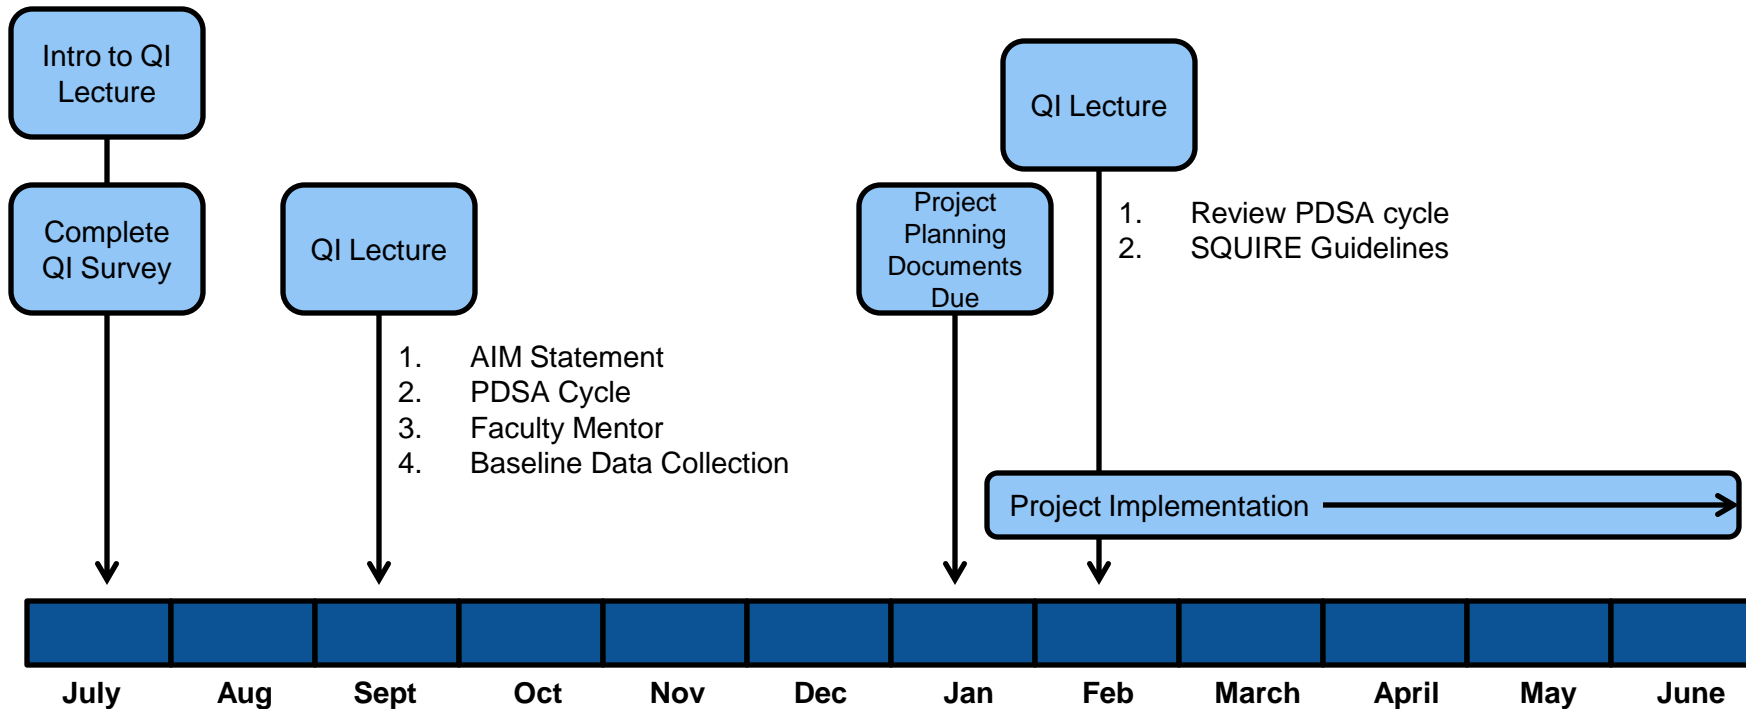 Intro to QI
Lecture
Complete
QI Survey
QI Lecture
1. AIM Statement
2. PDSA Cycle
3. Faculty Mentor
4. Baseline Data Collection
Project
Planning
Documents
Due
QI Lecture
1. Review PDSA cycle
2. SQUIRE Guidelines
Project Implementation
July Aug Sept Oct Nov Dec Jan Feb March April May June